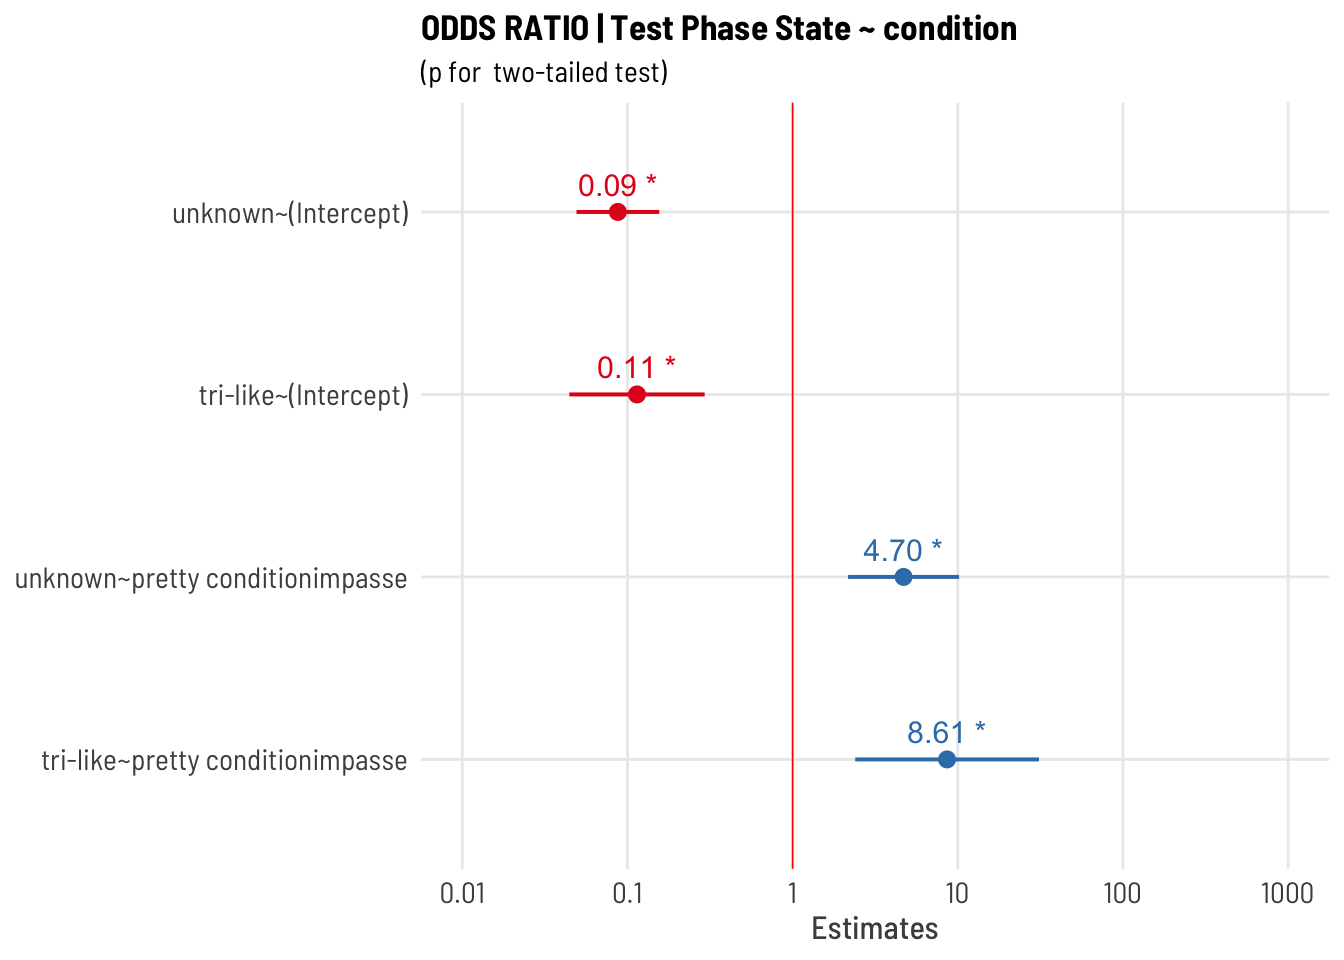 ODDS RATIO | Test Phase State ~ condition
(p for  two-tailed test)
unknown~(Intercept)
0.09 *
tri-like~(Intercept)
0.11 *
unknown~pretty conditionimpasse
4.70 *
tri-like~pretty conditionimpasse
8.61 *
0.01 0.1 1 10 100 1000
Estimates